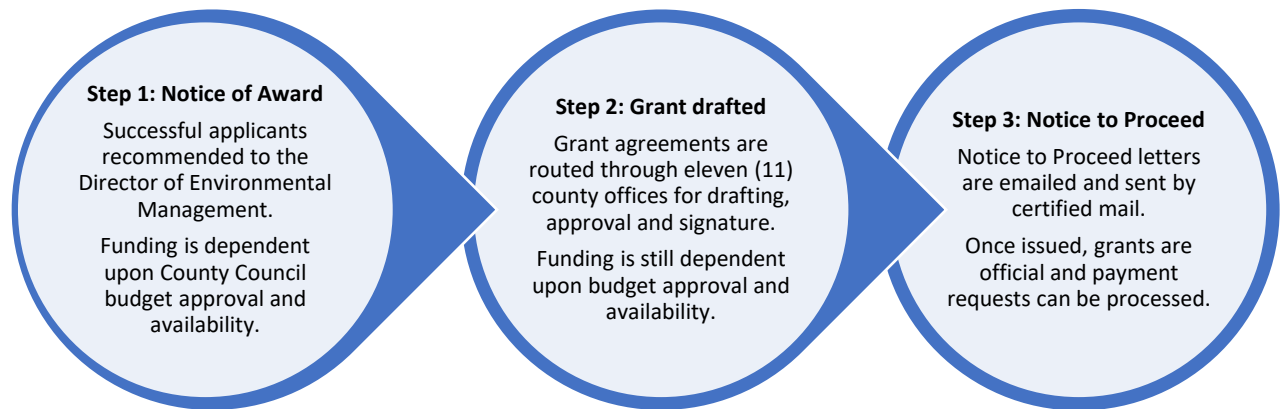 Step 1: Notice of Award
Successful applicants
recommended to the
Director of Environmental
Management.
Funding is dependent
upon County Council
budget approval and
availability.
Step 2: Grant drafted
Grant agreements are
routed through eleven (11)
county offices for drafting,
approval and signature.
Funding is still dependent
upon budget approval and
availability.
Step 3: Notice to Proceed
Notice to Proceed letters
are emailed and sent by
certified mail.
Once issued, grants are
official and payment
requests can be processed.